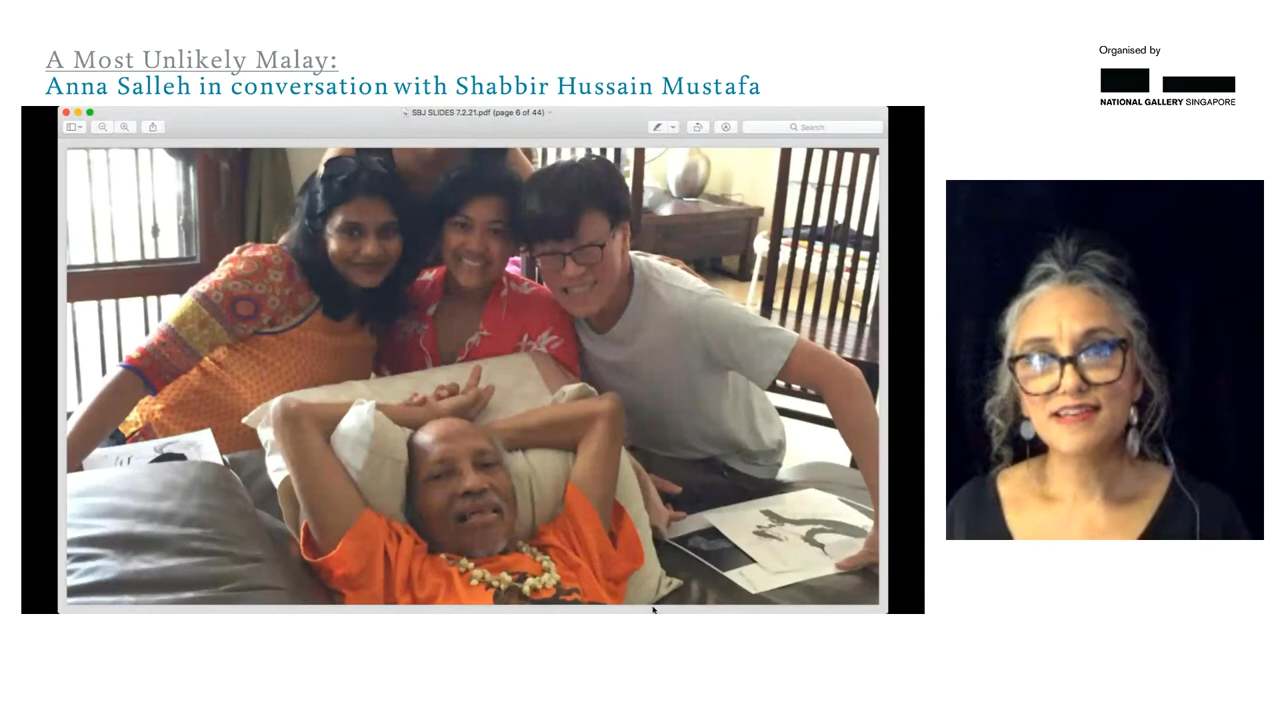 A Most Unlikely Malay:
Anna Salleh in conversation with Shabbir Hussain Mustafa
Organised by
NATIONAL GALLERY SINGAPORE
SBJ SLIDES 7.2.21.pdf (page 6 of 44)
Search